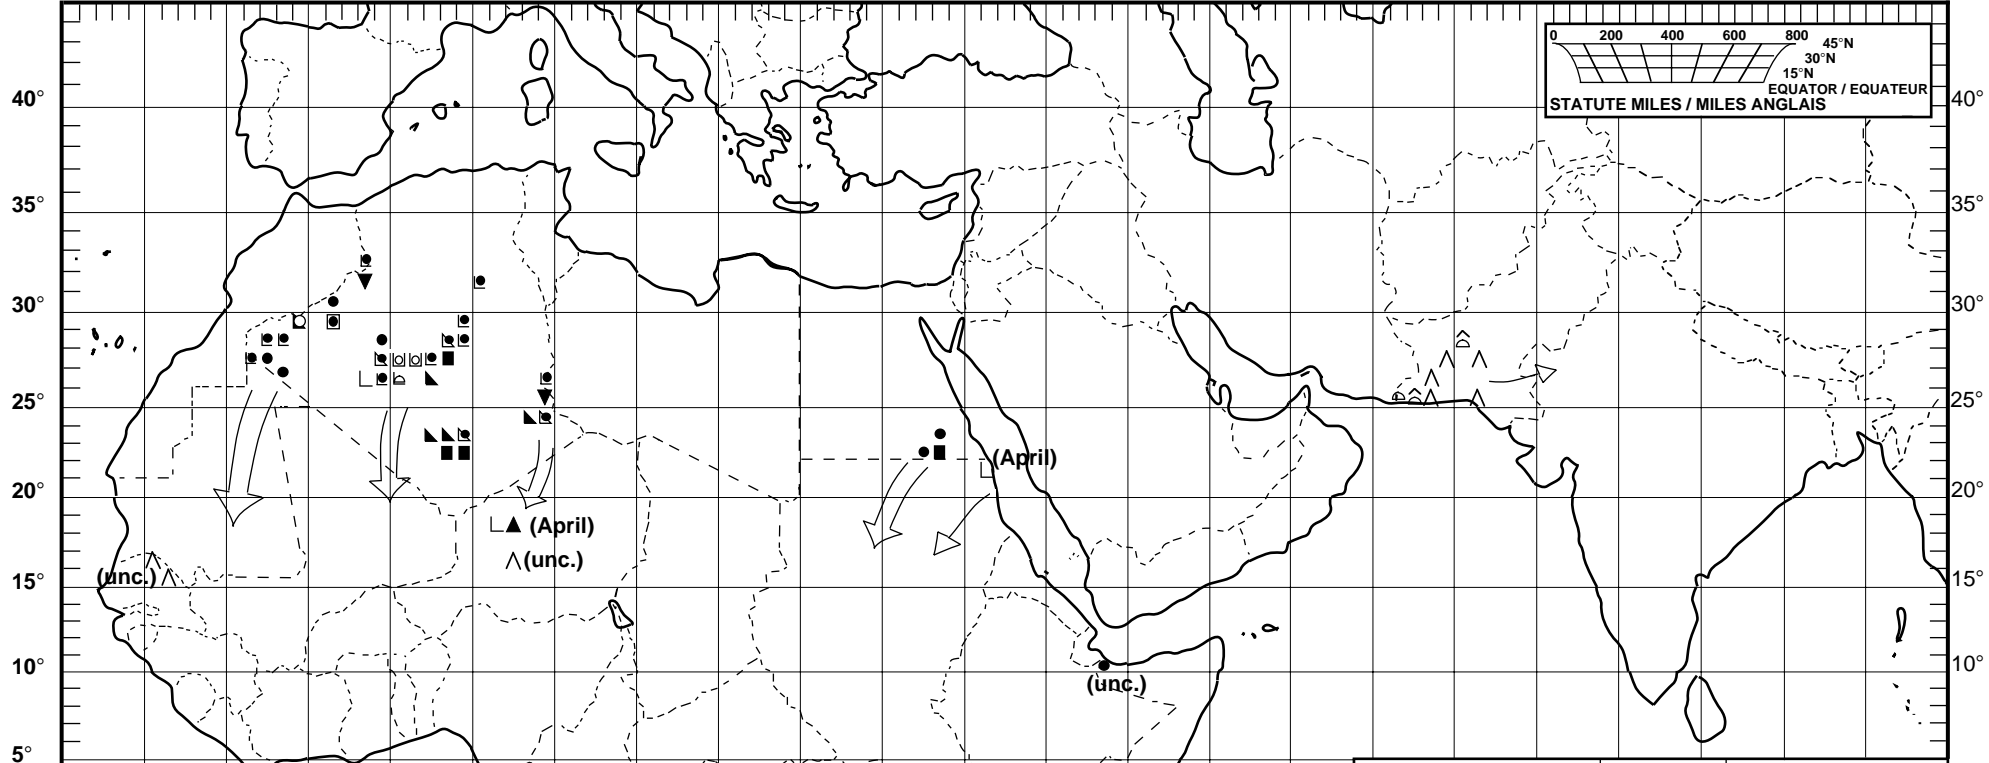 0 200 400 600 800
45°N
30°N
15°N
EQUATOR / EQUATEUR
STATUTE MILES / MILES ANGLAIS
40° 40°
35° 35°
30° 30°
25° 25°
(April)
20° 20°
(April)
(unc.)
(unc.)
15° 15°
10° 10°
(unc.)
5°